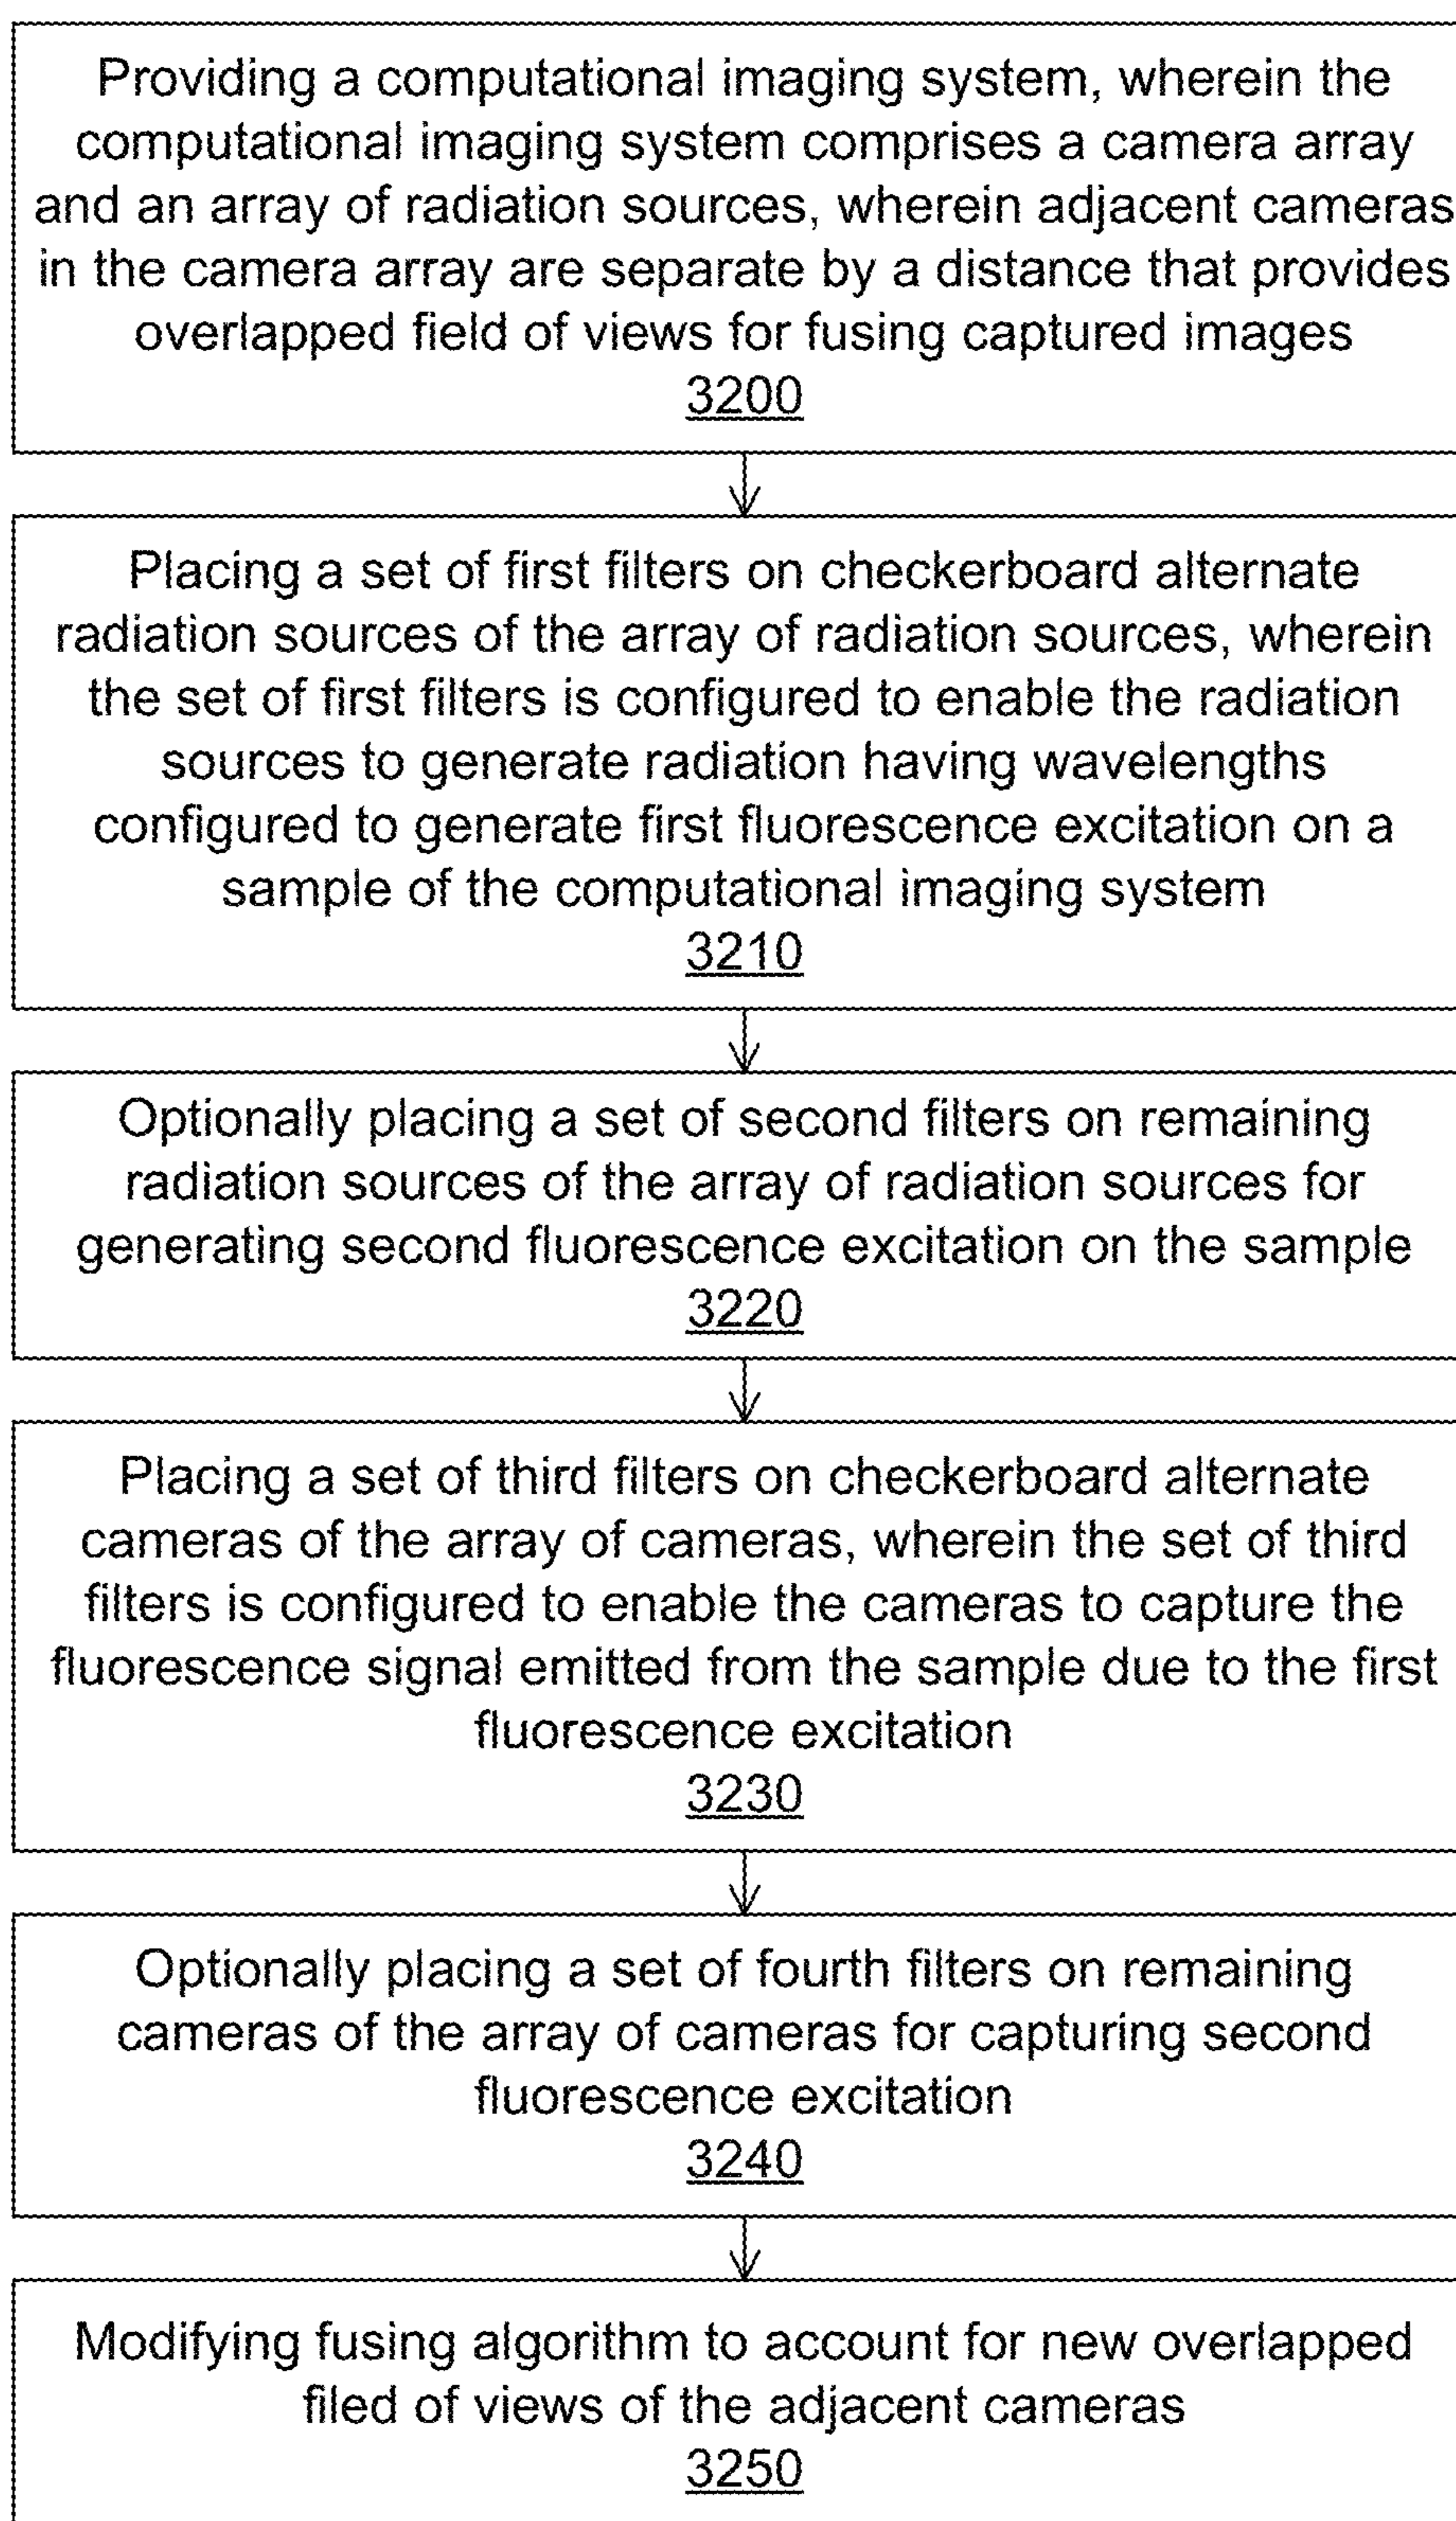 Providing a computational imaging system, wherein the
computational imaging system comprises a camera array
and an array of radiation sources, wherein adjacent cameras
in the camera array are separate by a distance that provides
overlapped field of views for fusing captured images
3200
Placing a set of first filters on checkerboard alternate
radiation sources of the array of radiation sources, wherein
the set of first filters is configured to enable the radiation
sources to generate radiation having wavelengths
configured to generate first fluorescence excitation on a
sample of the computational imaging system
3210
Optionally placing a set of second filters on remaining
radiation sources of the array of radiation sources for
generating second fluorescence excitation on the sample
3220
Placing a set of third filters on checkerboard alternate
cameras of the array of cameras, wherein the set of third
filters is configured to enable the cameras to capture the
fluorescence signal emitted from the sample due to the first
fluorescence excitation
3230
Optionally placing a set of fourth filters on remaining
cameras of the array of cameras for capturing second
fluorescence excitation
3240
Modifying fusing algorithm to account for new overlapped
filed of views of the adjacent cameras
3250